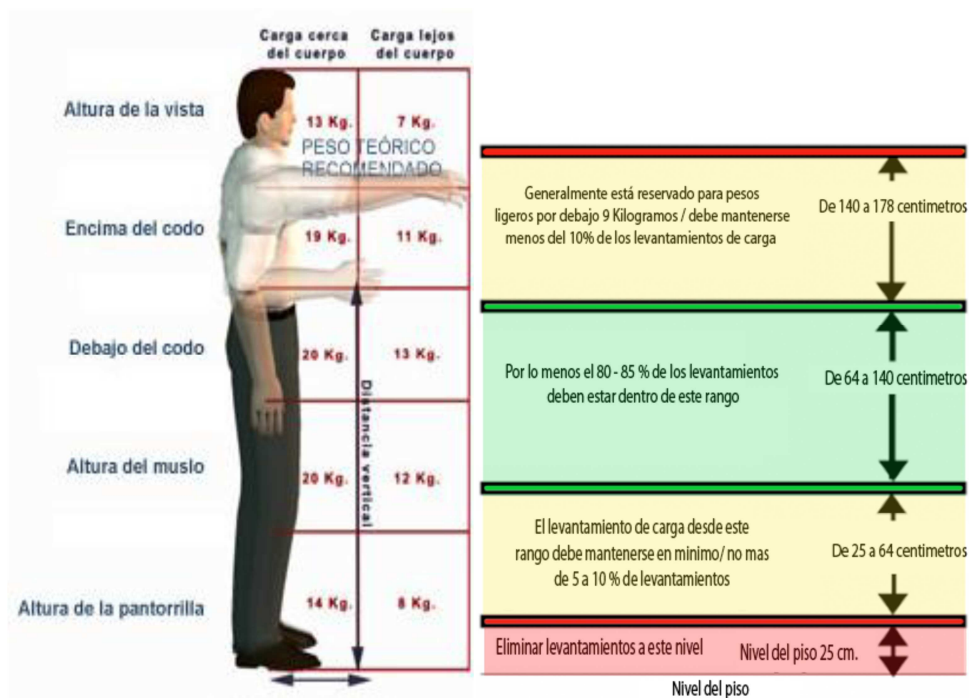 Carga cerca
del cuerpo
Carga lejos
del cuerpo
Altura de la vista
13 Kg.
7 Kg.
PESO TEÓRICO
RECOMENDADO
Encima del codo
19 Kg.
11 Kg.
Debajo del codo
20 Kg.
13 Kg.
Distancia vertical
Altura del muslo
20 Kg.
12 Kg.
Altura de la pantorrilla
14 Kg.
8 Kg.
Generalmente está reservado para pesos
ligeros por debajo 9 Kilogramos / debe mantenerse
menos del 10% de los levantamientos de carga
De 140 a 178 centimetros
Por lo menos el 80 - 85 % de los levantamientos
deben estar dentro de este rango
De 64 a 140 centimetros
El levantamiento de carga desde este
rango debe mantenerse en minimo/ no mas
de 5 a 10 % de levantamientos
De 25 a 64 centimetros
Eliminar levantamientos a este nivel
Nivel del piso 25 cm.
Nivel del piso